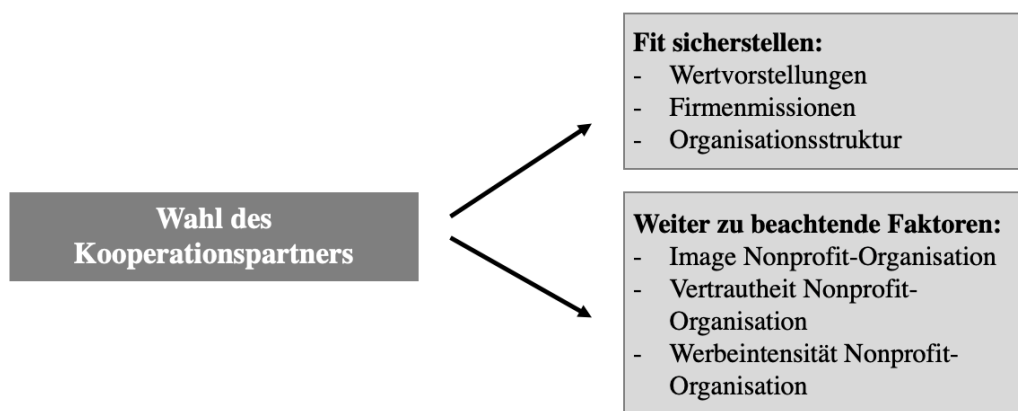 Fit sicherstellen:
- Wertvorstellungen
- Firmenmissionen
- Organisationsstruktur
Wahl des
Kooperationspartners
Weiter zu beachtende Faktoren:
- Image Nonprofit-Organisation
- Vertrautheit Nonprofit-
Organisation
- Werbeintensität Nonprofit-
Organisation